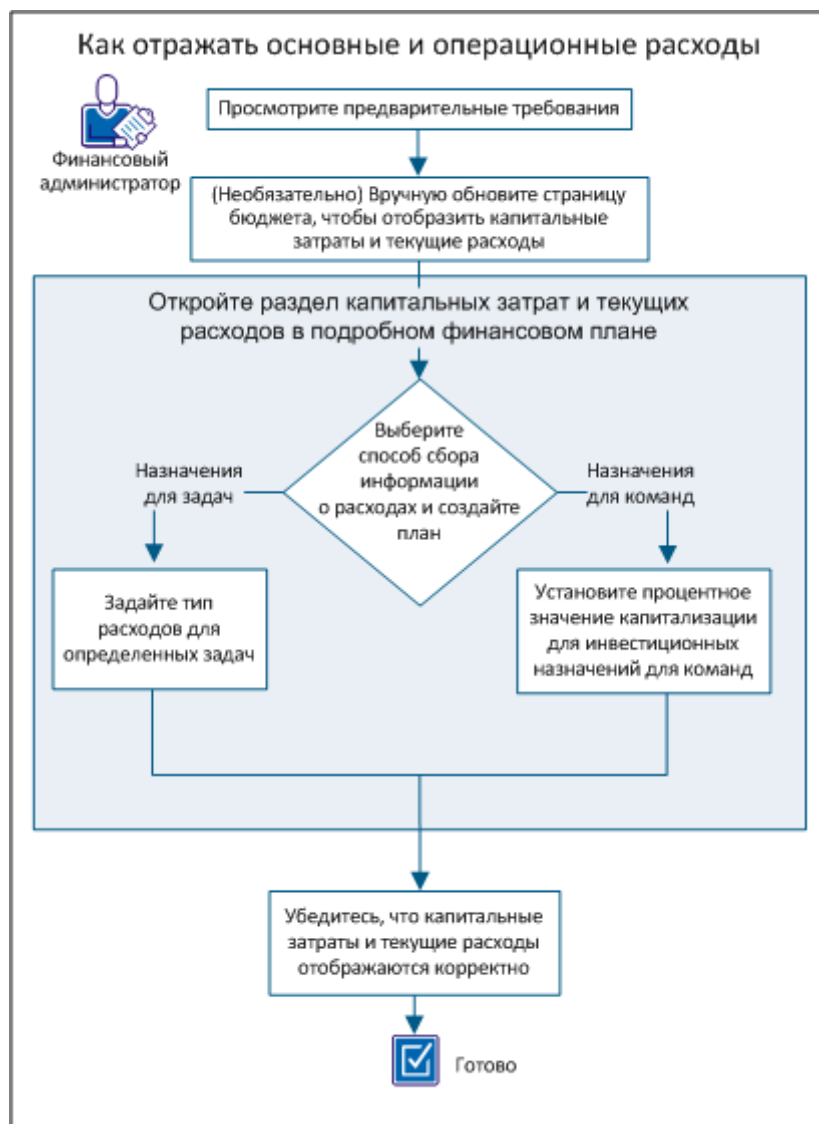 Как отражать основные и операционные расходы
Финансовый
администратор
Просмотрите предварительные требования
(Необязательно) Вручную обновите страницу
бюджета, чтобы отобразить капитальные
затраты и текущие расходы
Откройте раздел капитальных затрат и текущих
расходов в подробном финансовом плане
Выберите
способ сбора
информации
о расходах и создайте
план
Назначения
для задач
Назначения
для команд
Задайте тип
расходов для
определенных задач
Установите процентное
значение капитализации
для инвестиционных
назначений для команд
Убедитесь, что капитальные
затраты и текущие расходы
отображаются корректно
Готово